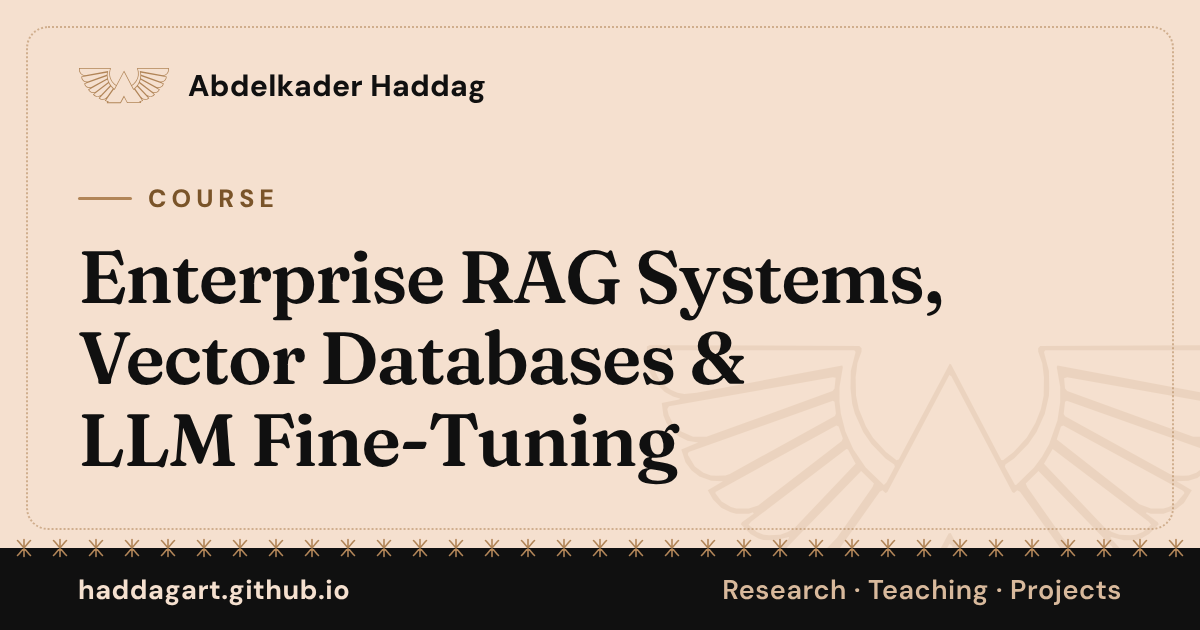 Abdelkader Haddag
COURSE
Enterprise RAG Systems,
Vector Databases &
LLM Fine-Tuning
haddagart.github.io
Research · Teaching · Projects